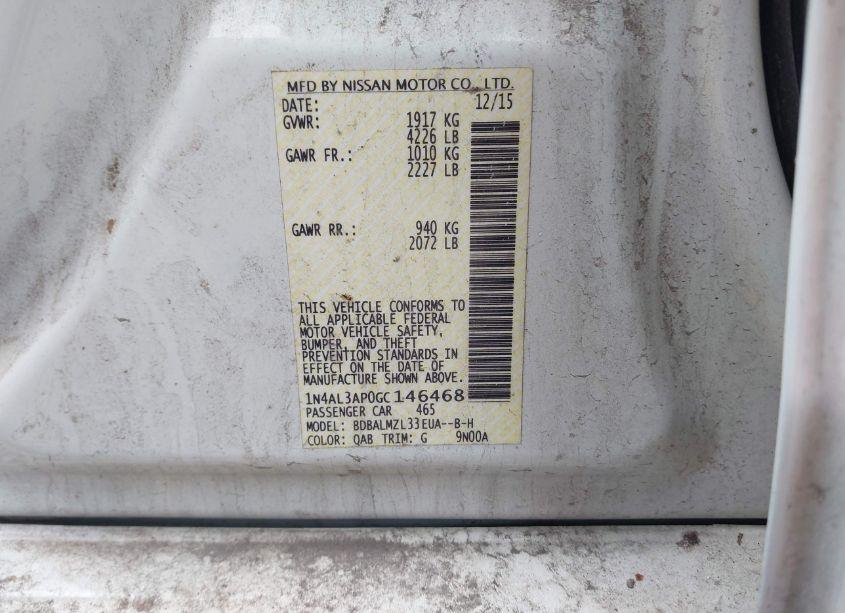 MFD BY NISSAN MOTOR CO., LTD.
DATE: 12/15
GVWR: 1917 KG
4226 LB
GAWR FR.: 1010 KG
2227 LB
GAWR RR.: 940 KG
2072 LB
THIS VEHICLE CONFORMS TO
ALL APPLICABLE FEDERAL
MOTOR VEHICLE SAFETY,
BUMPER, AND THEFT
PREVENTION STANDARDS IN
EFFECT ON THE DATE OF
MANUFACTURE SHOWN ABOVE.
1N4AL3AP0GC146468
PASSENGER CAR 465
MODEL: BDBALMZL33EUA--B-H
COLOR: QAB TRIM: G 9N00A